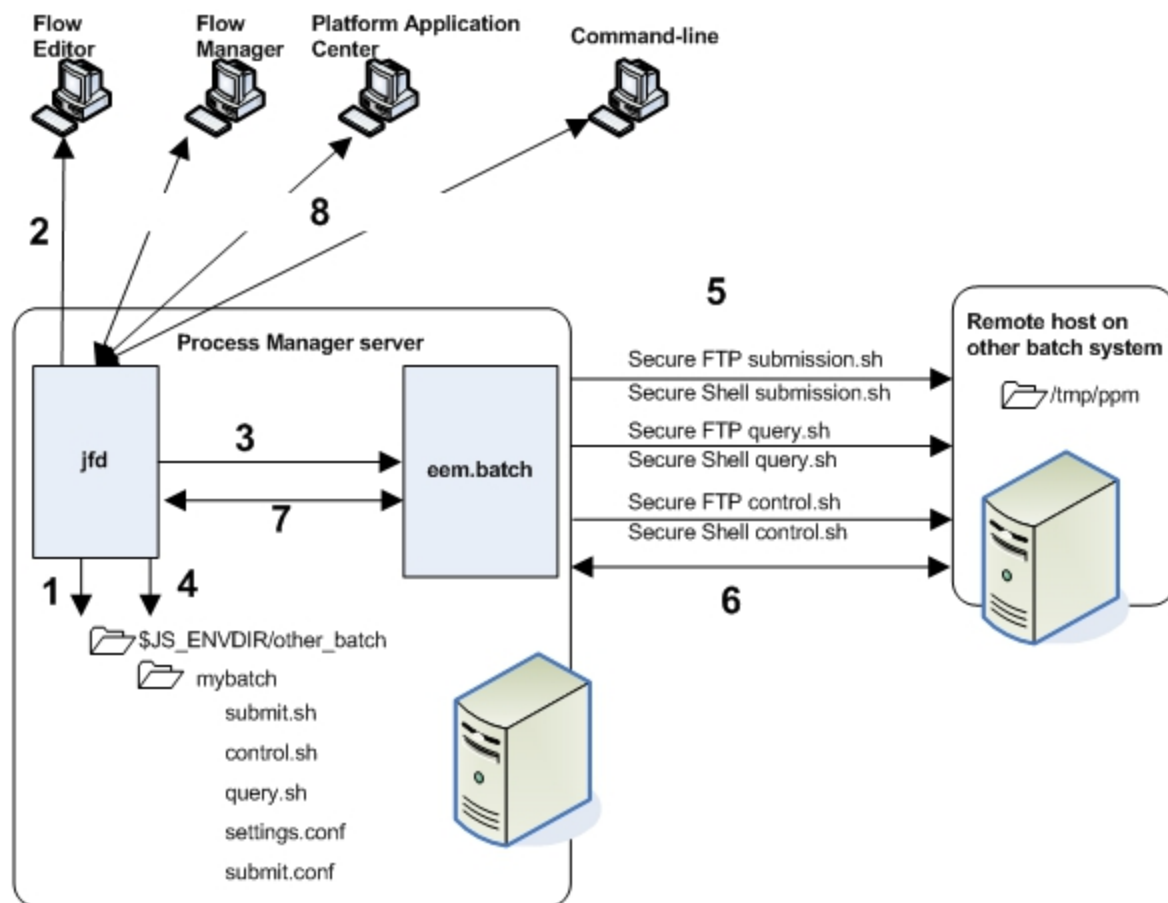 Flow
Editor
Flow
Manager
Platform Application
Center
Command-line
2
8
5
Process Manager server
Remote host on
other batch system
/tmp/ppm
jfd
3
7
eem.batch
Secure FTP submission.sh
Secure Shell submission.sh
Secure FTP query.sh
Secure Shell query.sh
Secure FTP control.sh
Secure Shell control.sh
6
1
4
$JS_ENVDIR/other_batch
mybatch
submit.sh
control.sh
query.sh
settings.conf
submit.conf